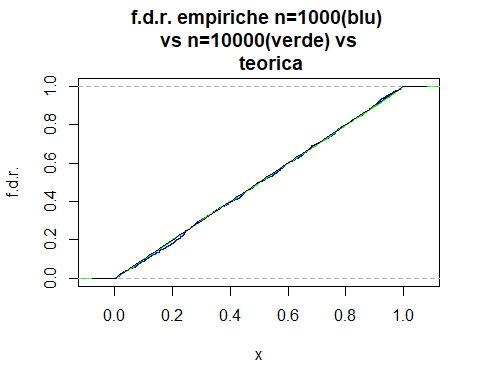 f.d.r. empiriche n=1000(blu)
vs n=10000(verde) vs
teorica
f.d.r.
1.0
0.8
0.6
0.4
0.2
0.0
0.0 0.2 0.4 0.6 0.8 1.0
x